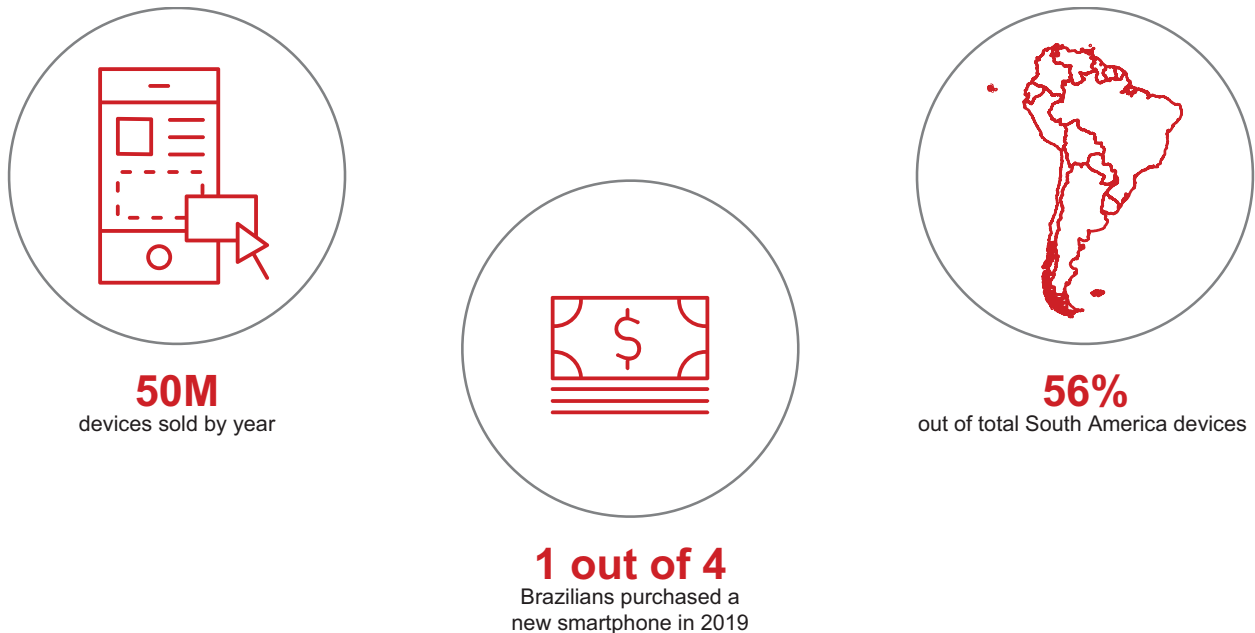 50M
devices sold by year
1 out of 4
Brazilians purchased a
new smartphone in 2019
56%
out of total South America devices